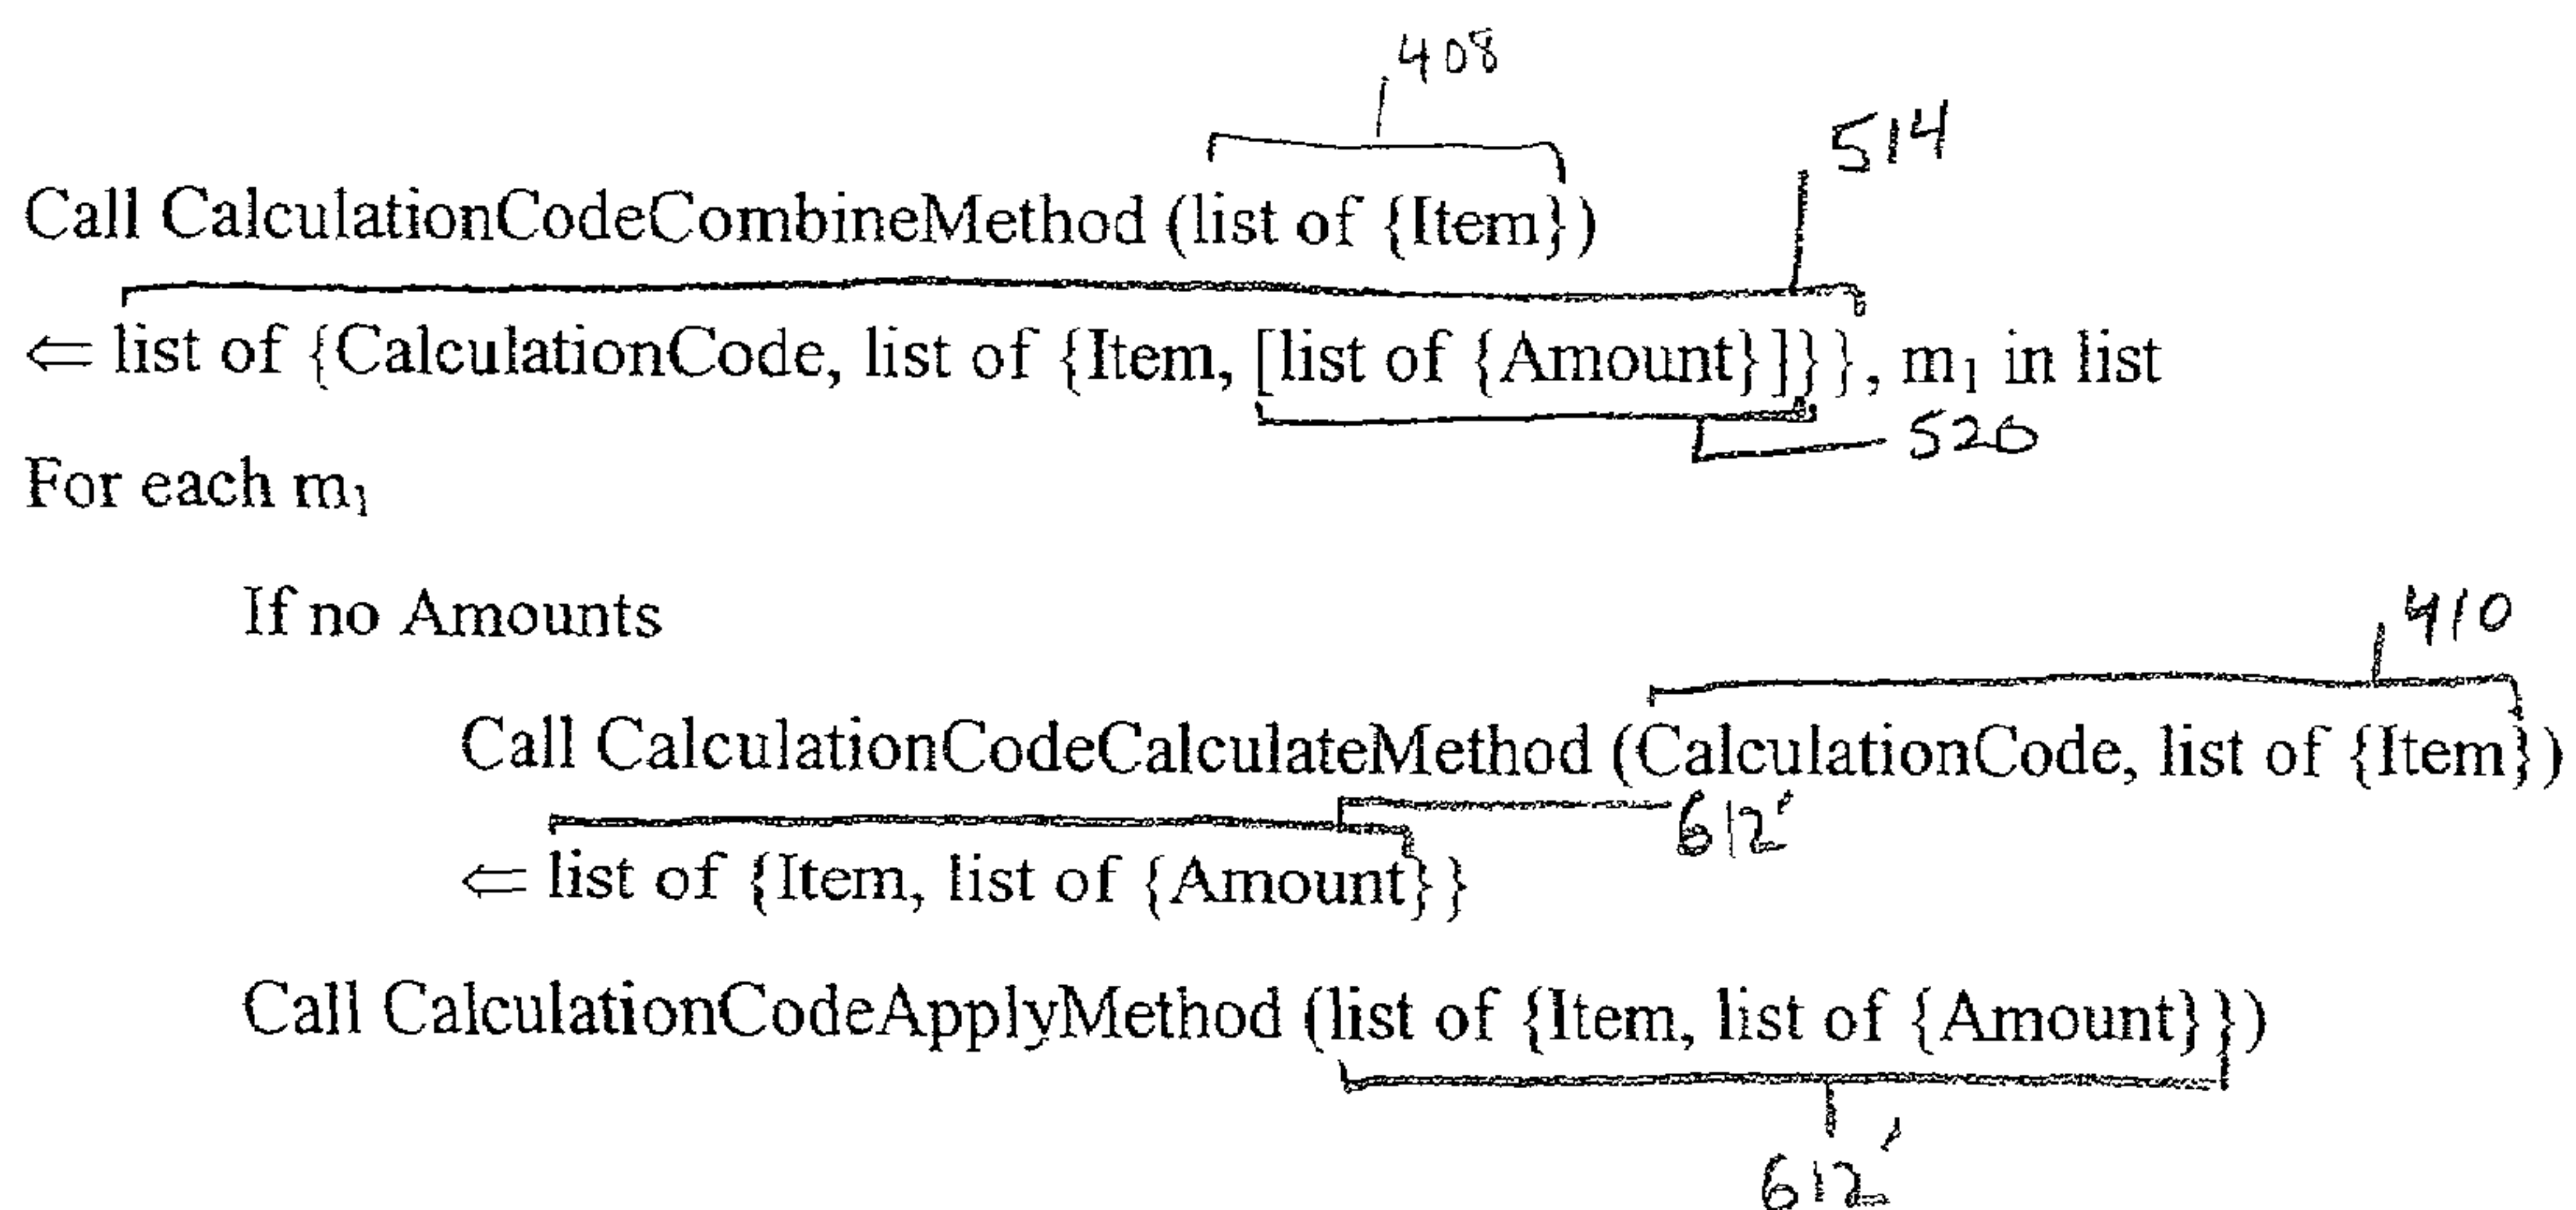 408
514
Call CalculationCodeCombineMethod (list of {Item})
⇐ list of {CalculationCode, list of {Item, [list of {Amount}]}}, m₁ in list
520
For each m₁
If no Amounts
410
Call CalculationCodeCalculateMethod (CalculationCode, list of {Item})
612'
⇐ list of {Item, list of {Amount}}
Call CalculationCodeApplyMethod (list of {Item, list of {Amount}})
612'